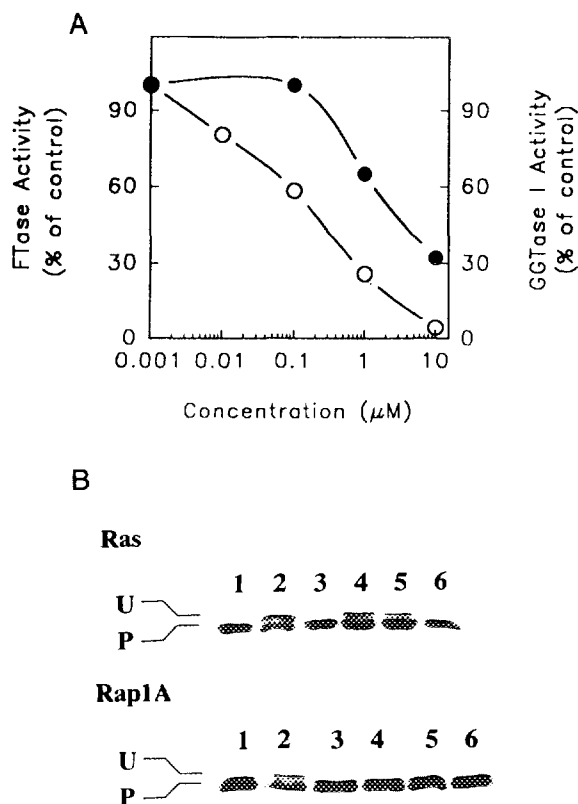 A
FTase Activity
(% of control)
90
60
30
0
0.001 0.01 0.1 1 10
Concentration (μM)
90
60
30
0
GGTase I Activity
(% of control)
B
Ras
1 2 3 4 5 6
U
P
Rap1A
1 2 3 4 5 6
U
P